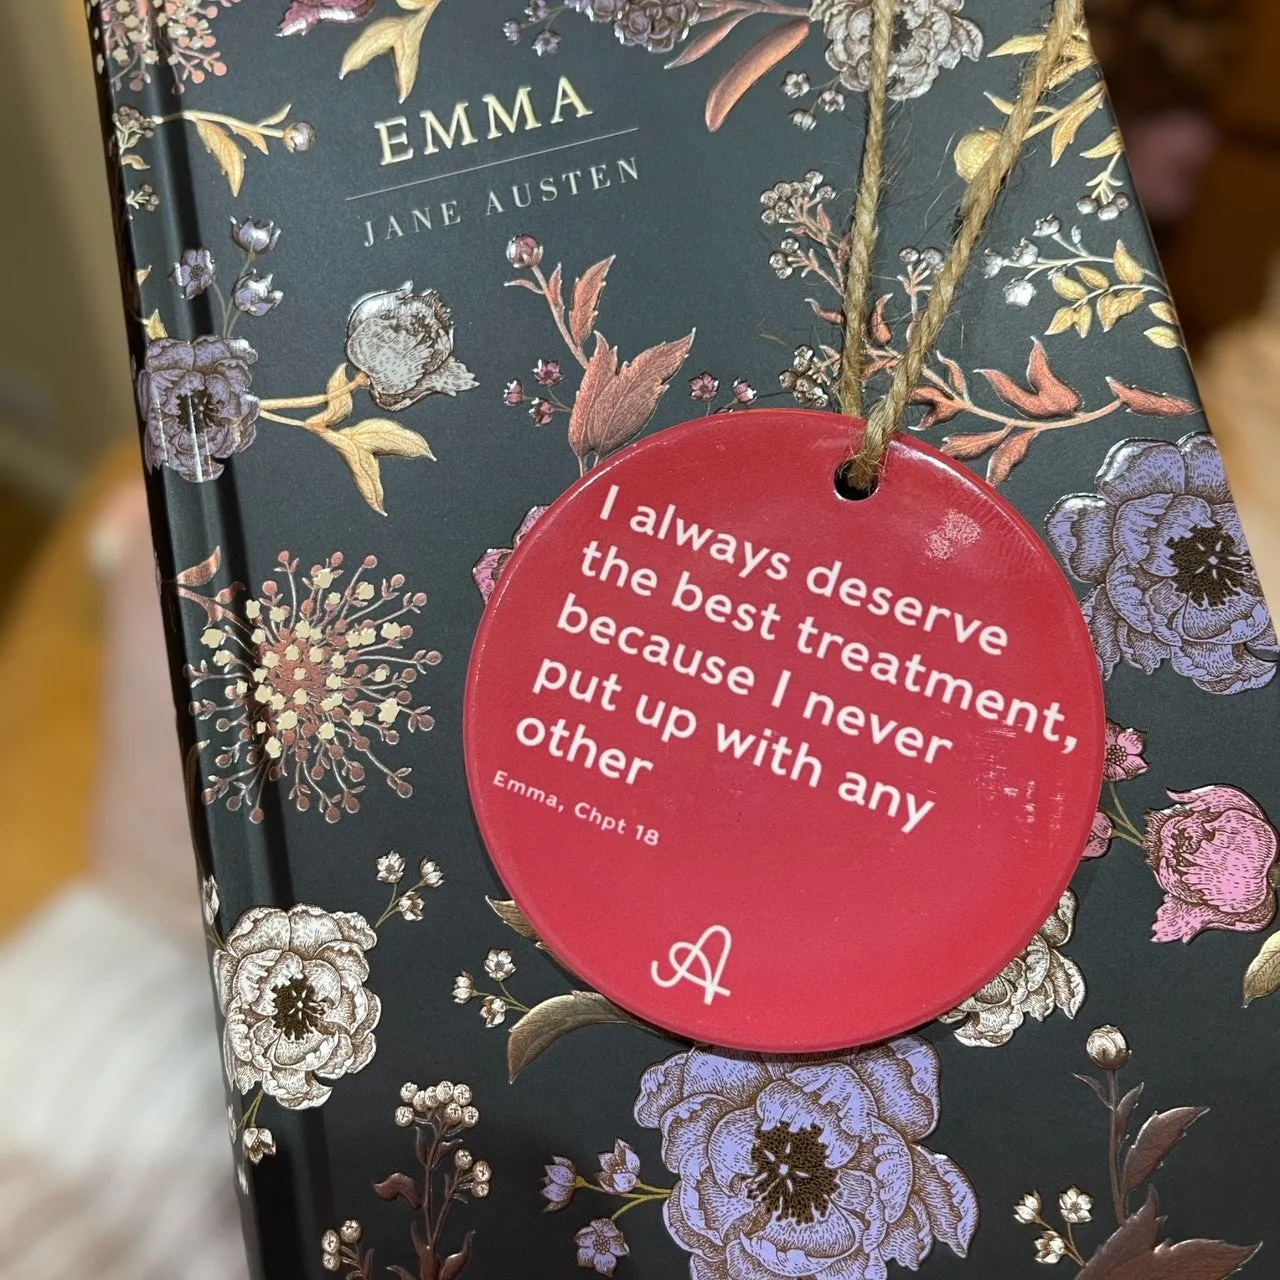 EMMA
JANE AUSTEN
I always deserve
the best treatment,
because I never
put up with any
other
Emma, Chpt 18
A